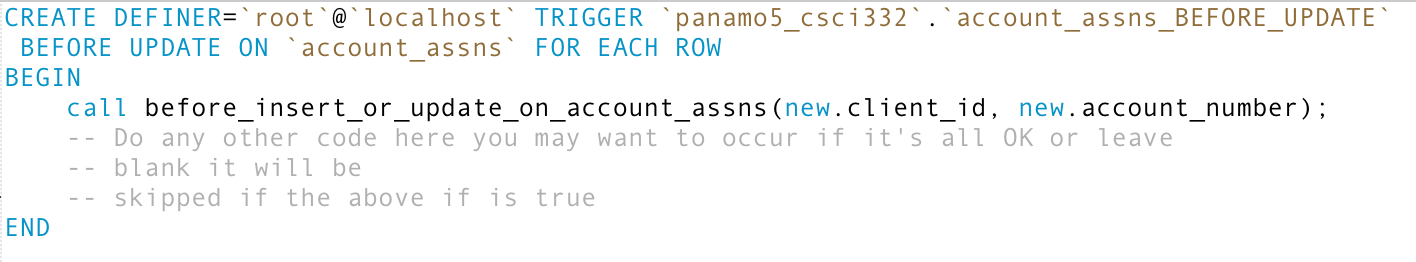 CREATE DEFINER=`root`@`localhost` TRIGGER `panamo5_csci332`.`account_assns_BEFORE_UPDATE`
BEFORE UPDATE ON `account_assns` FOR EACH ROW
BEGIN
call before_insert_or_update_on_account_assns(new.client_id, new.account_number);
-- Do any other code here you may want to occur if it's all OK or leave
-- blank it will be
-- skipped if the above if is true
END